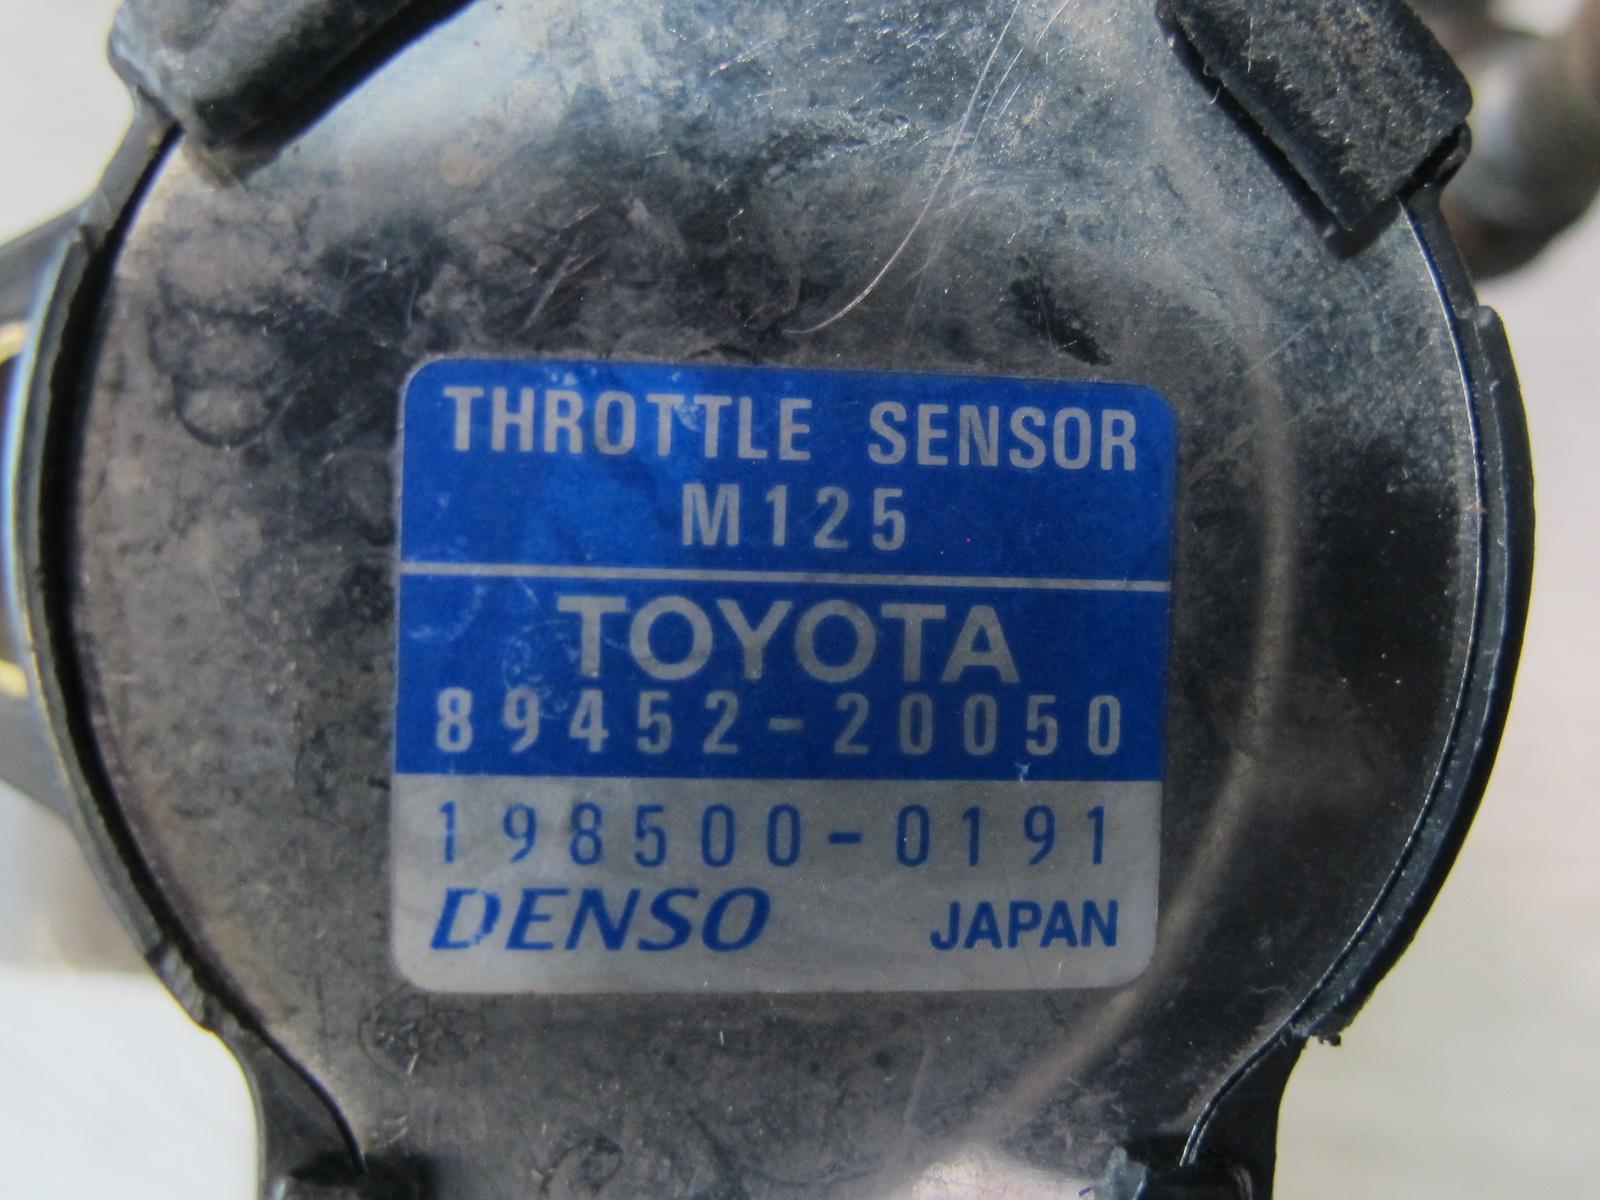 THROTTLE SENSOR
M125
TOYOTA
89452-20050
198500-0191
DENSO JAPAN